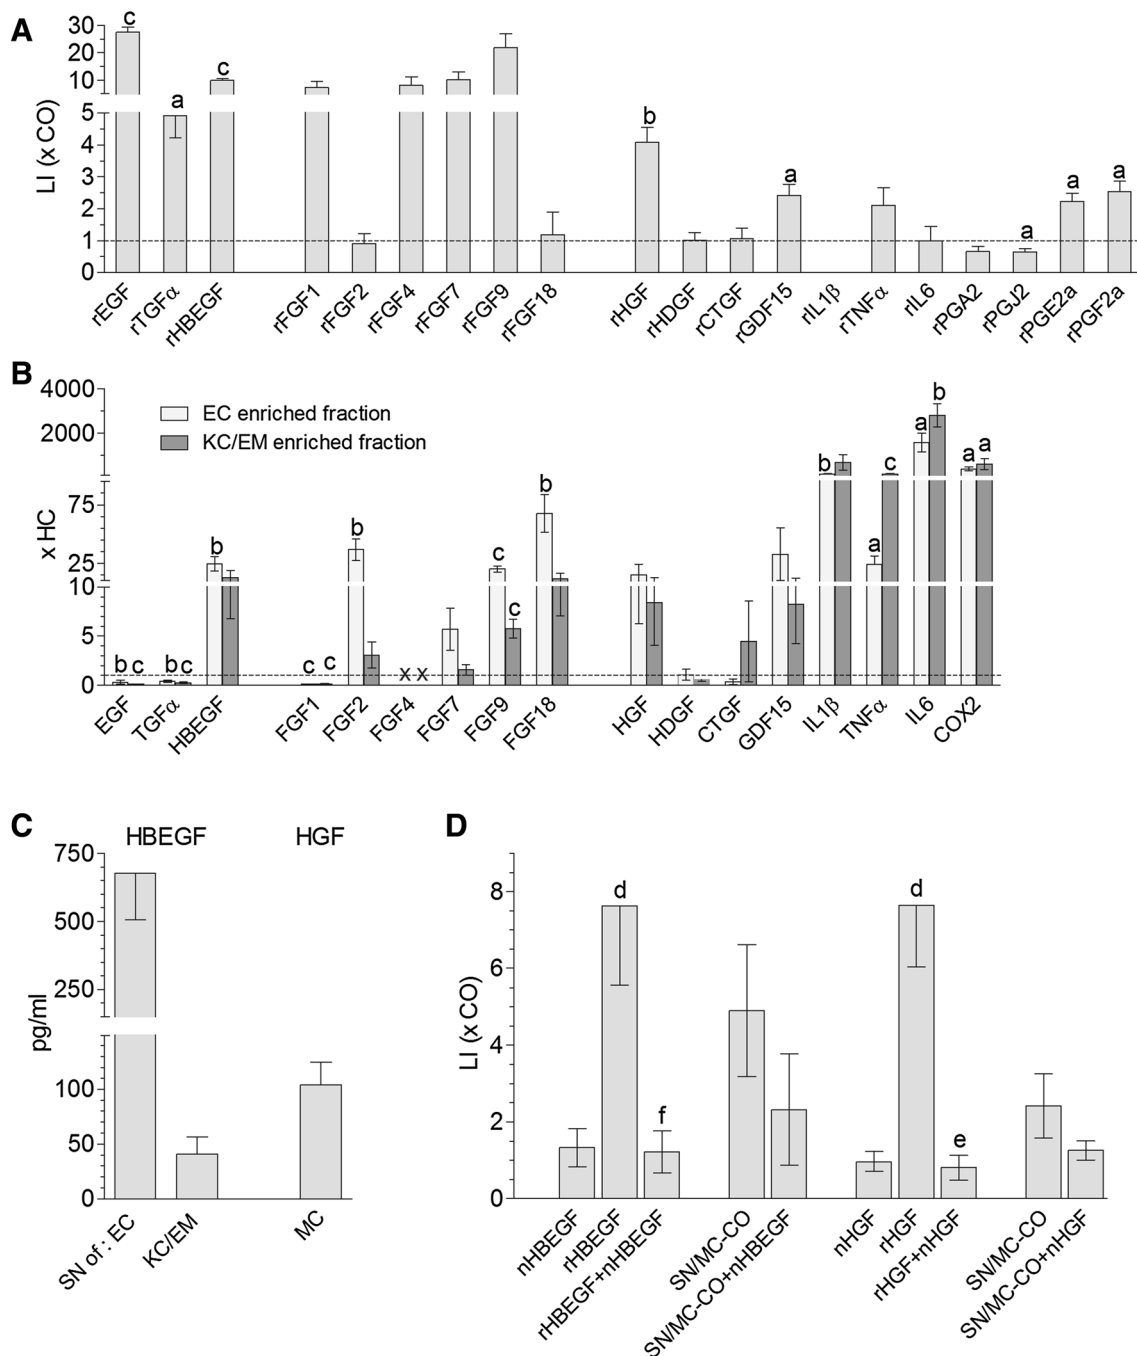 A
30
20
10
5
4
3
2
1
0
LI (x CO)
c
a
c
b
a
a
a
a
rEGF
rTGFα
rHBEGF
rFGF1
rFGF2
rFGF4
rFGF7
rFGF9
rFGF18
rHGF
rHDGF
rCTGF
rGDF15
rIL1β
rTNFα
rIL6
rPGA2
rPGJ2
rPGE2a
rPGF2a
B
4000
2000
75
25
10
5
0
x HC
EC enriched fraction
KC/EM enriched fraction
b c
b c
b
c c
b
x x
c
c
b
b
a
c
a
b
a a
EGF
TGFα
HBEGF
FGF1
FGF2
FGF4
FGF7
FGF9
FGF18
HGF
HDGF
CTGF
GDF15
IL1β
TNFα
IL6
COX2
C
HBEGF
HGF
750
500
250
100
50
0
pg/ml
SN of : EC
KC/EM
MC
D
8
6
4
2
0
LI (x CO)
d
f
d
e
nHBEGF
rHBEGF
rHBEGF+nHBEGF
SN/MC-CO
SN/MC-CO+nHBEGF
nHGF
rHGF
rHGF+nHGF
SN/MC-CO
SN/MC-CO+nHGF